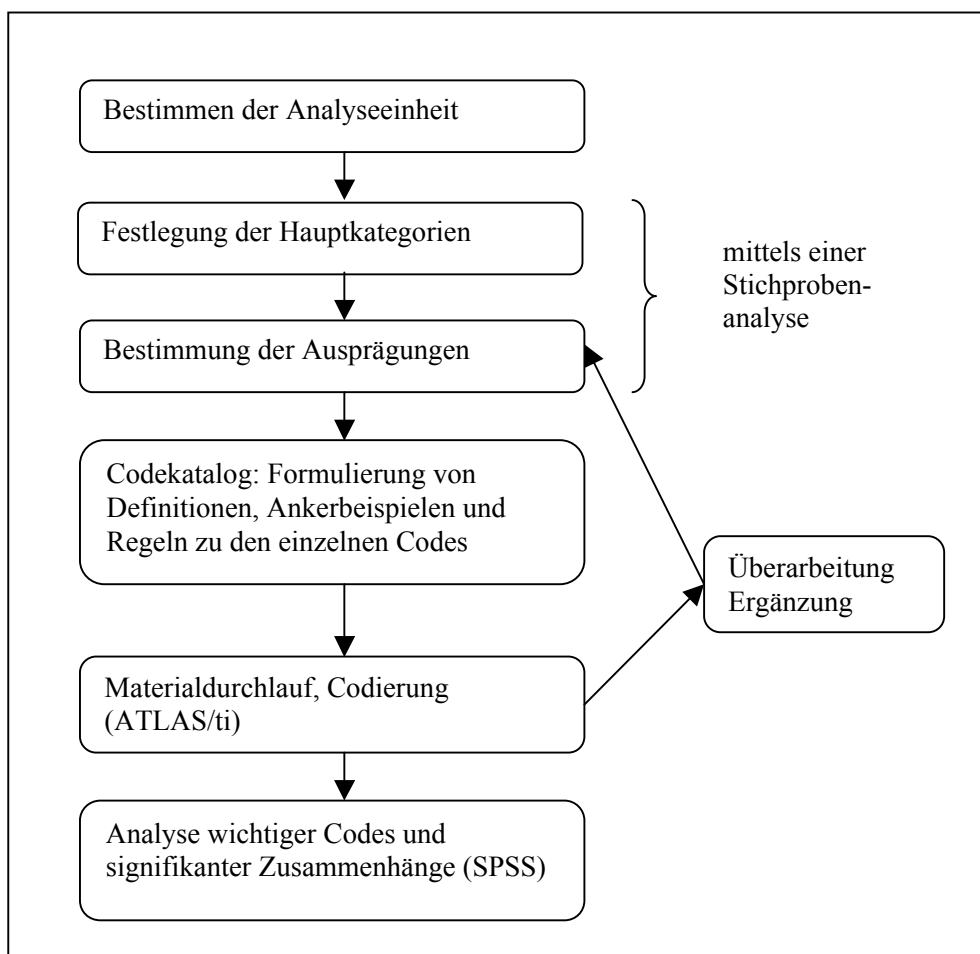 Bestimmen der Analyseeinheit
Festlegung der Hauptkategorien
mittels einer
Stichproben-
analyse
Bestimmung der Ausprägungen
Codekatalog: Formulierung von
Definitionen, Ankerbeispielen und
Regeln zu den einzelnen Codes
Überarbeitung
Ergänzung
Materialdurchlauf, Codierung
(ATLAS/ti)
Analyse wichtiger Codes und
signifikanter Zusammenhänge (SPSS)